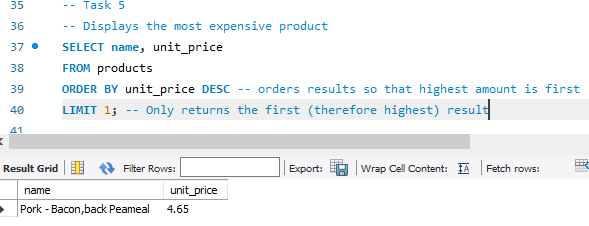 35 -- Task 5
36 -- Displays the most expensive product
37 SELECT name, unit_price
38 FROM products
39 ORDER BY unit_price DESC -- orders results so that highest amount is first
40 LIMIT 1; -- Only returns the first (therefore highest) result
41
Result Grid Filter Rows: Export: Wrap Cell Content: IA Fetch rows:
name unit_price
Pork - Bacon,back Peameal 4.65